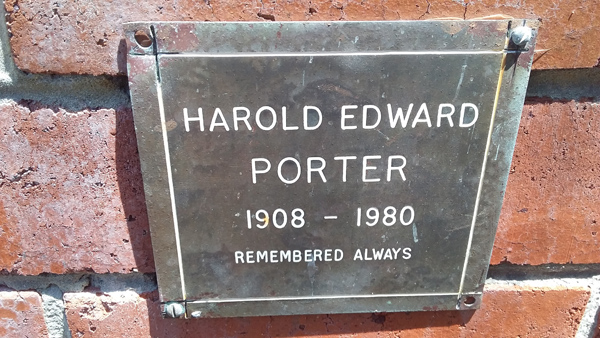 HAROLD EDWARD
PORTER
1908 - 1980
REMEMBERED ALWAYS